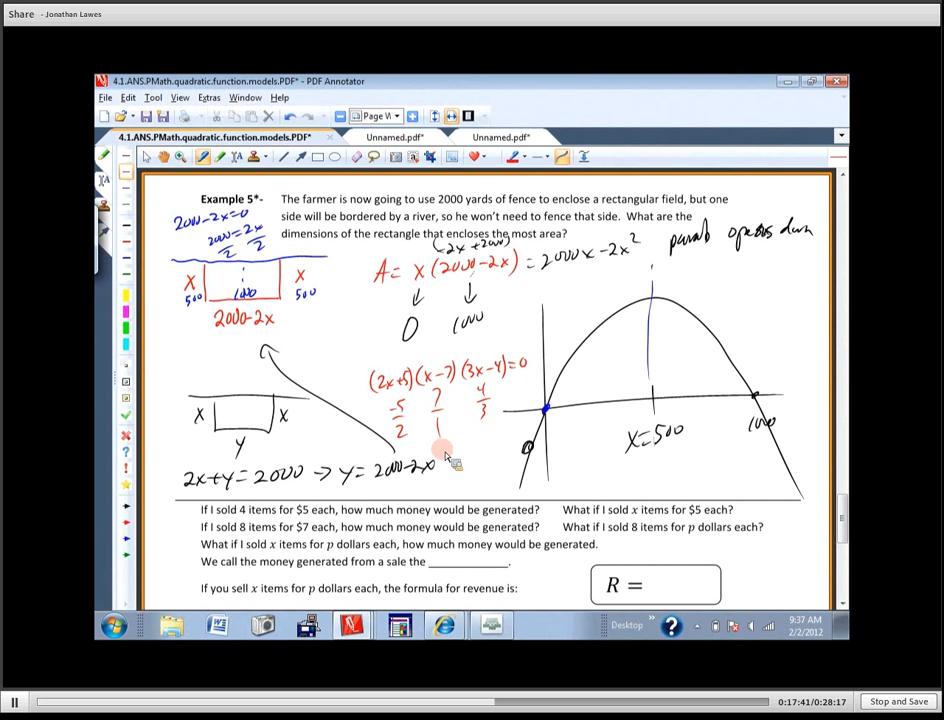 Share - Jonathan Lawes
4.1.ANS.PMath.quadratic.function.models.PDF* - PDF Annotator
File Edit Tool View Extras Window Help
Page W
4.1.ANS.PMath.quadratic.function.models.PDF* Unnamed.pdf* Unnamed.pdf*
Example 5*- The farmer is now going to use 2000 yards of fence to enclose a rectangular field, but one
side will be bordered by a river, so he won't need to fence that side. What are the
dimensions of the rectangle that encloses the most area?
2000-2x=0
2000=2x
2 2
(-2x+2000)
A= x(2000-2x) = 2000x-2x²
parab opens down
x x
500 1000 500
2000-2x
0 1000
(2x+5)(x-7)(3x-4)=0
-5 7 4
2 1 3
x x
y
2x+y=2000 → y=2000-2x
x=500
1000
If I sold 4 items for $5 each, how much money would be generated? What if I sold x items for $5 each?
If I sold 8 items for $7 each, how much money would be generated? What if I sold 8 items for p dollars each?
What if I sold x items for p dollars each, how much money would be generated.
We call the money generated from a sale the ____________.
If you sell x items for p dollars each, the formula for revenue is:
R =
Desktop
9:37 AM
2/2/2012
0:17:41/0:28:17
Stop and Save